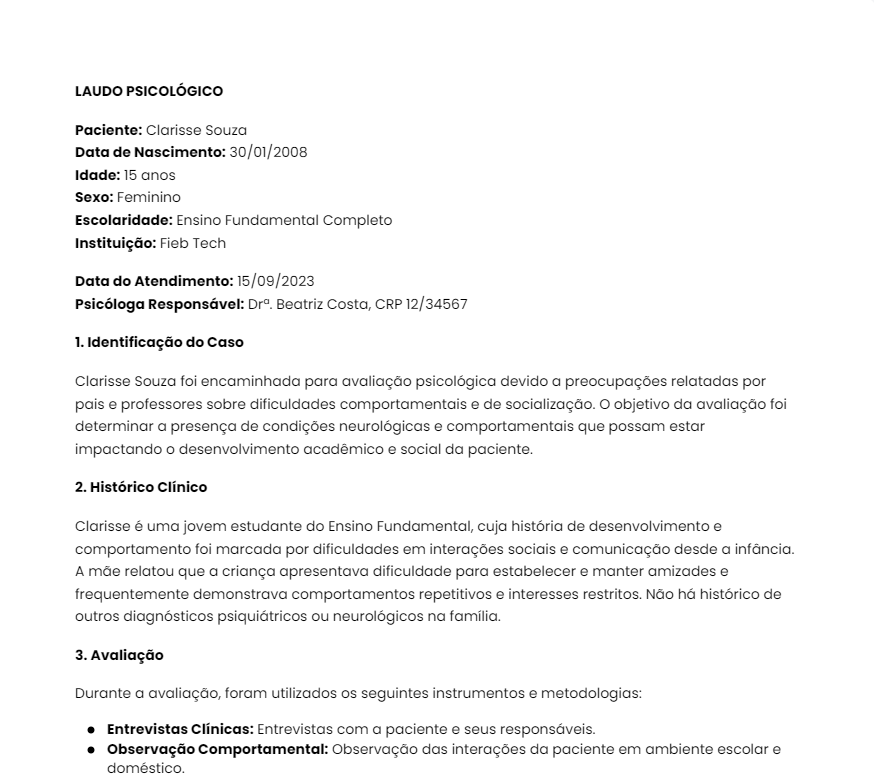 LAUDO PSICOLÓGICO
Paciente: Clarisse Souza
Data de Nascimento: 30/01/2008
Idade: 15 anos
Sexo: Feminino
Escolaridade: Ensino Fundamental Completo
Instituição: Fieb Tech
Data do Atendimento: 15/09/2023
Psicóloga Responsável: Drª. Beatriz Costa, CRP 12/34567
1. Identificação do Caso
Clarisse Souza foi encaminhada para avaliação psicológica devido a preocupações relatadas por
pais e professores sobre dificuldades comportamentais e de socialização. O objetivo da avaliação foi
determinar a presença de condições neurológicas e comportamentais que possam estar
impactando o desenvolvimento acadêmico e social da paciente.
2. Histórico Clínico
Clarisse é uma jovem estudante do Ensino Fundamental, cuja história de desenvolvimento e
comportamento foi marcada por dificuldades em interações sociais e comunicação desde a infância.
A mãe relatou que a criança apresentava dificuldade para estabelecer e manter amizades e
frequentemente demonstrava comportamentos repetitivos e interesses restritos. Não há histórico de
outros diagnósticos psiquiátricos ou neurológicos na família.
3. Avaliação
Durante a avaliação, foram utilizados os seguintes instrumentos e metodologias:
● Entrevistas Clínicas: Entrevistas com a paciente e seus responsáveis.
● Observação Comportamental: Observação das interações da paciente em ambiente escolar e
doméstico.